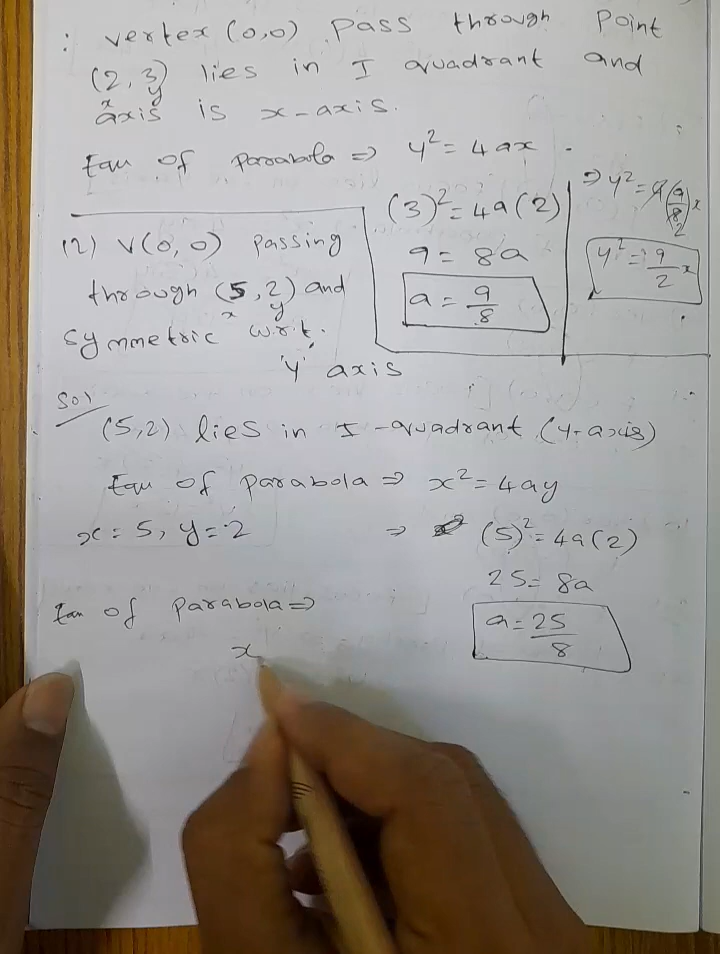 : vertex (0,0) pass through Point
(2, 3) lies in I quadrant and
x y
axis is x-axis.
Eqn of Parabola ⇒ y² = 4ax.
(3)² = 4a(2)
9 = 8a
a = 9/8
⇒ y² = 4(9/8)x
2
y² = 9/2 x
(2) V(0, 0) passing
through (5, 2) and
x y
symmetric w.r.t.
'y' axis
Sol
(5,2) lies in I-quadrant (y-axis)
Eqn of parabola ⇒ x² = 4ay
x = 5, y = 2
⇒ (5)² = 4a(2)
25 = 8a
a = 25/8
Eqn of Parabola ⇒
x